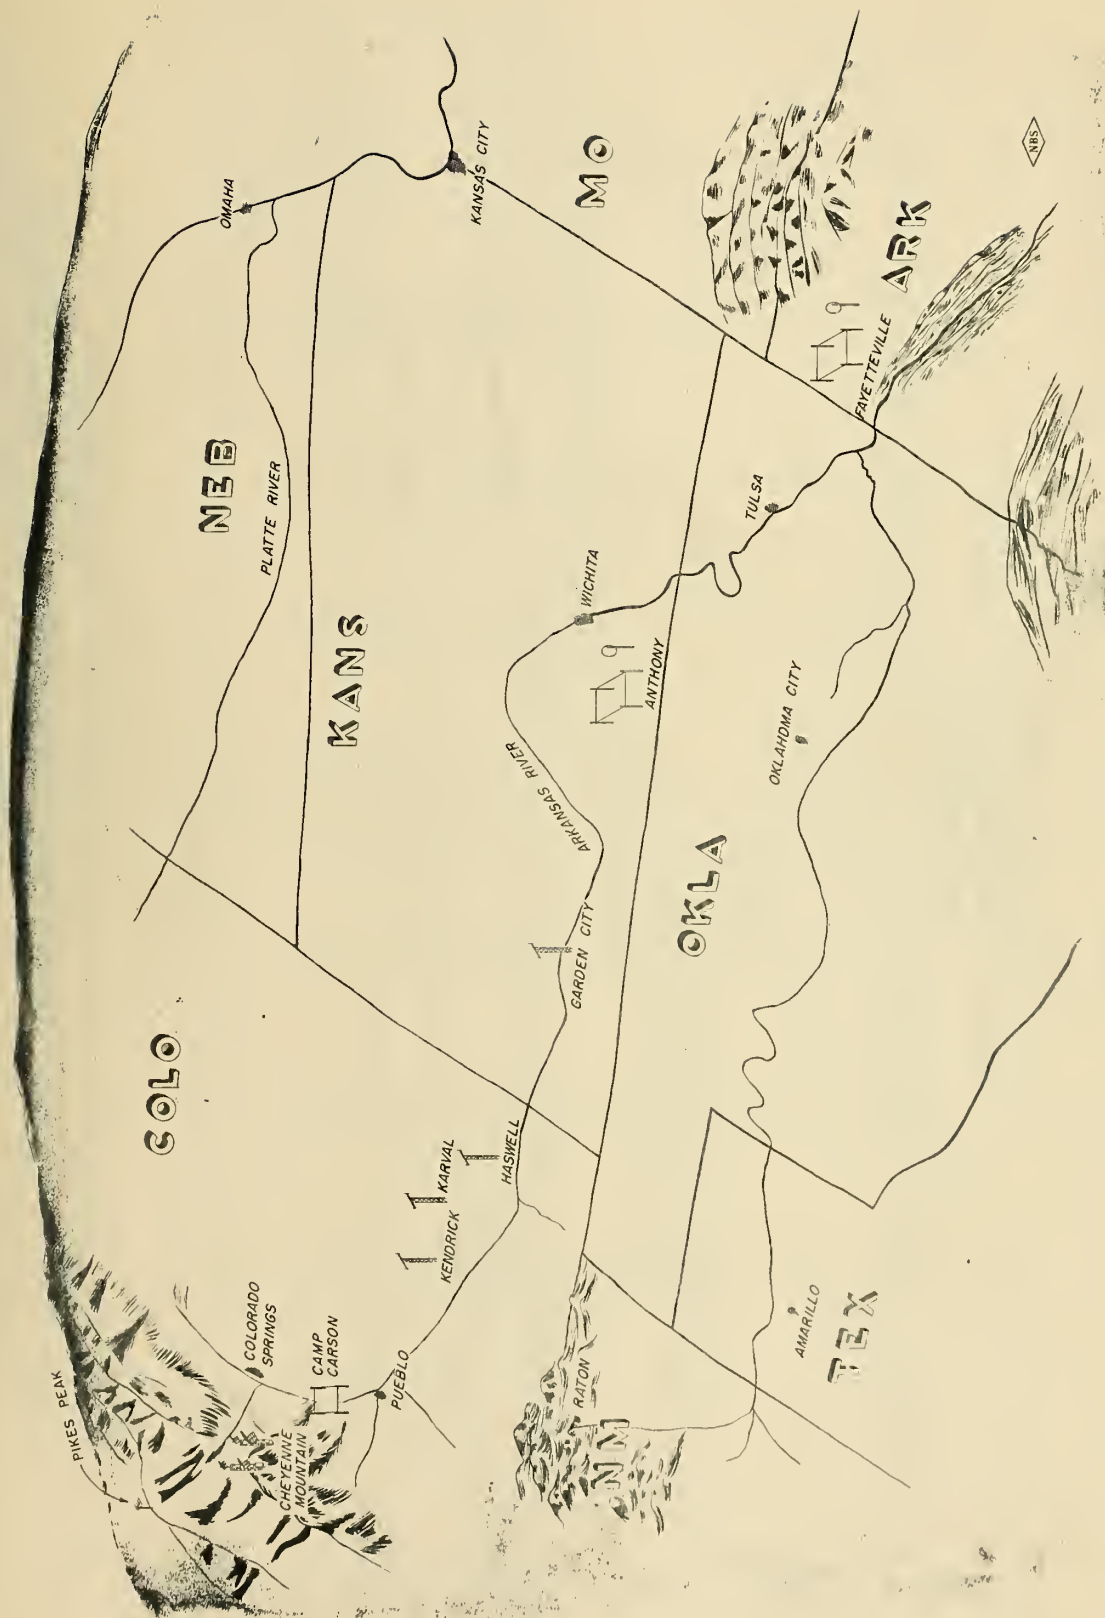 PIKES PEAK
COLORADO
SPRINGS
CAMP
CARSON
CHEYENNE
MOUNTAIN
PUEBLO
COLO
KENDRICK
KARVAL
HASWELL
RATON
NM
AMARILLO
TEX
NEB
PLATTE RIVER
OMAHA
KANS
GARDEN CITY
ARKANSAS RIVER
WICHITA
ANTHONY
KANSAS CITY
MO
OKLA
OKLAHOMA CITY
TULSA
FAYETTEVILLE
ARK
NBS